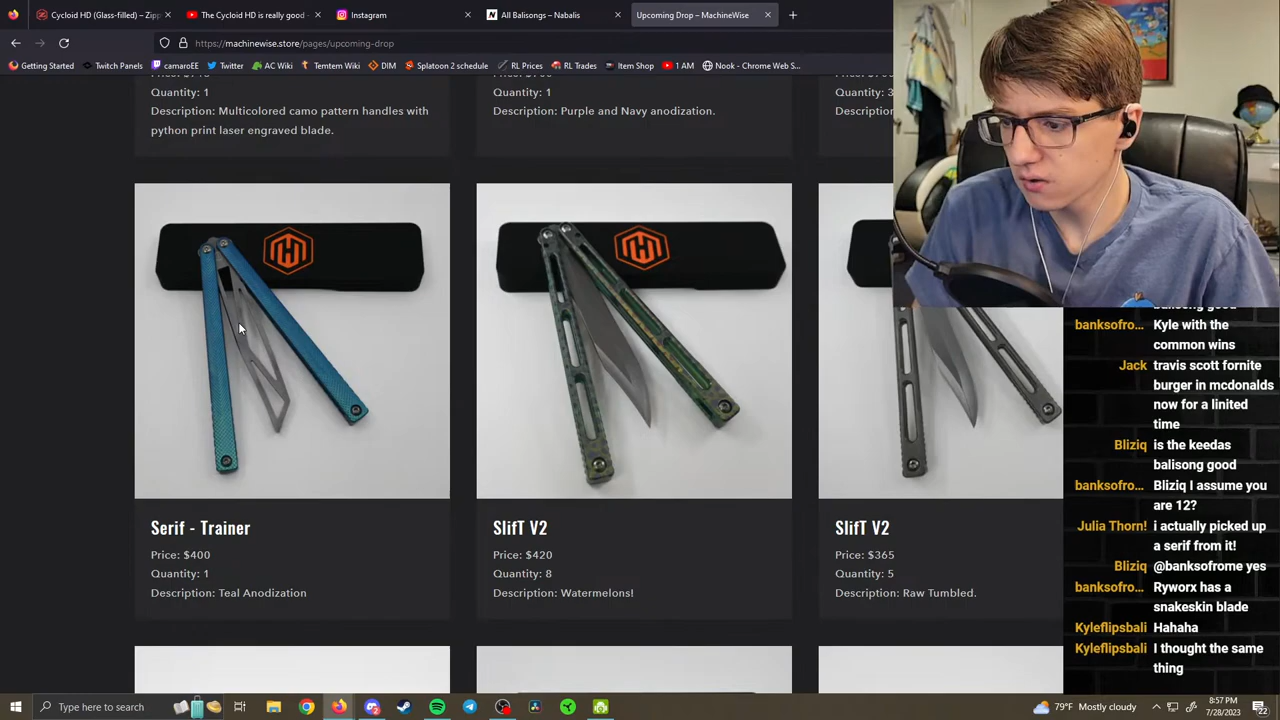 Cycloid HD (Glass-filled) – Zipp
The Cycloid HD is really good -
Instagram
All Balisongs – Nabalis
Upcoming Drop – MachineWise
https://machinewise.store/pages/upcoming-drop
Getting Started
Twitch Panels
camaroEE
Twitter
AC Wiki
Temtem Wiki
DIM
Splatoon 2 schedule
RL Prices
RL Trades
Item Shop
1 AM
Nook - Chrome Web S...
Quantity: 1
Description: Multicolored camo pattern handles with
python print laser engraved blade.
Quantity: 1
Description: Purple and Navy anodization.
Quantity: 3
Description:
Serif - Trainer
Price: $400
Quantity: 1
Description: Teal Anodization
SlifT V2
Price: $420
Quantity: 8
Description: Watermelons!
SlifT V2
Price: $365
Quantity: 5
Description: Raw Tumbled.
balisong good
banksofro... Kyle with the
common wins
Jack travis scott fornite
burger in mcdonalds
now for a linited
time
Bliziq is the keedas
balisong good
banksofro... Bliziq I assume you
are 12?
Julia Thorn! i actually picked up
a serif from it!
Bliziq @banksofrome yes
banksofro... Ryworx has a
snakeskin blade
Kyleflipsbali Hahaha
Kyleflipsbali I thought the same
thing
Type here to search
79°F Mostly cloudy
8:57 PM
7/28/2023
22